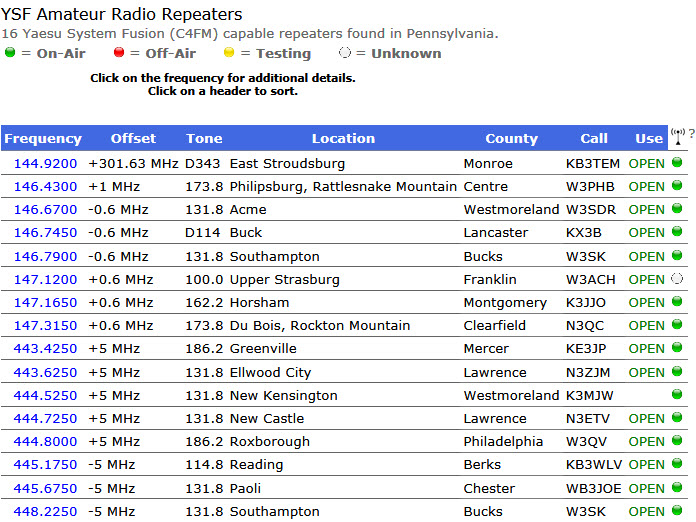 YSF Amateur Radio Repeaters
16 Yaesu System Fusion (C4FM) capable repeaters found in Pennsylvania.
= On-Air = Off-Air = Testing = Unknown
Click on the frequency for additional details.
Click on a header to sort.
Frequency Offset Tone Location County Call Use ?
144.9200 +301.63 MHz D343 East Stroudsburg Monroe KB3TEM OPEN
146.4300 +1 MHz 173.8 Philipsburg, Rattlesnake Mountain Centre W3PHB OPEN
146.6700 -0.6 MHz 131.8 Acme Westmoreland W3SDR OPEN
146.7450 -0.6 MHz D114 Buck Lancaster KX3B OPEN
146.7900 -0.6 MHz 131.8 Southampton Bucks W3SK OPEN
147.1200 +0.6 MHz 100.0 Upper Strasburg Franklin W3ACH OPEN
147.1650 +0.6 MHz 162.2 Horsham Montgomery K3JJO OPEN
147.3150 +0.6 MHz 173.8 Du Bois, Rockton Mountain Clearfield N3QC OPEN
443.4250 +5 MHz 186.2 Greenville Mercer KE3JP OPEN
443.6250 +5 MHz 131.8 Ellwood City Lawrence N3ZJM OPEN
444.5250 +5 MHz 131.8 New Kensington Westmoreland K3MJW
444.7250 +5 MHz 131.8 New Castle Lawrence N3ETV OPEN
444.8000 +5 MHz 186.2 Roxborough Philadelphia W3QV OPEN
445.1750 -5 MHz 114.8 Reading Berks KB3WLV OPEN
445.6750 -5 MHz 131.8 Paoli Chester WB3JOE OPEN
448.2250 -5 MHz 131.8 Southampton Bucks W3SK OPEN